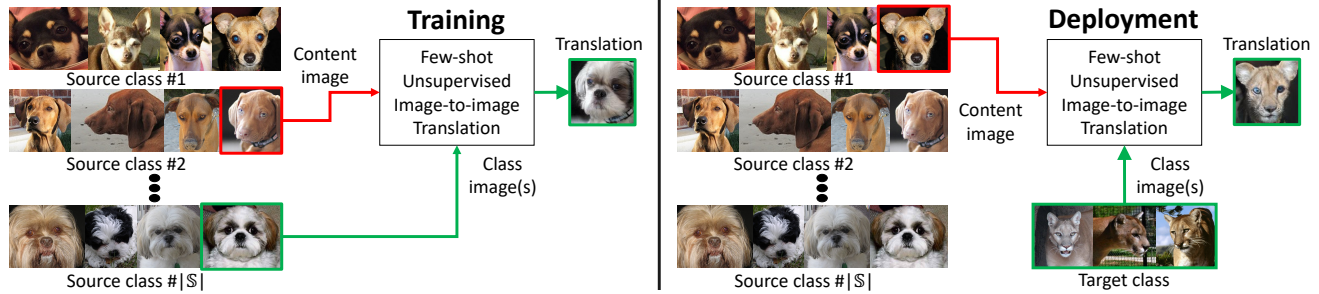 Training
Source class #1
Content
image
Few-shot
Unsupervised
Image-to-image
Translation
Translation
Source class #2
Class
image(s)
Source class #|𝕊|
Deployment
Source class #1
Content
image
Few-shot
Unsupervised
Image-to-image
Translation
Translation
Source class #2
Class
image(s)
Source class #|𝕊|
Target class